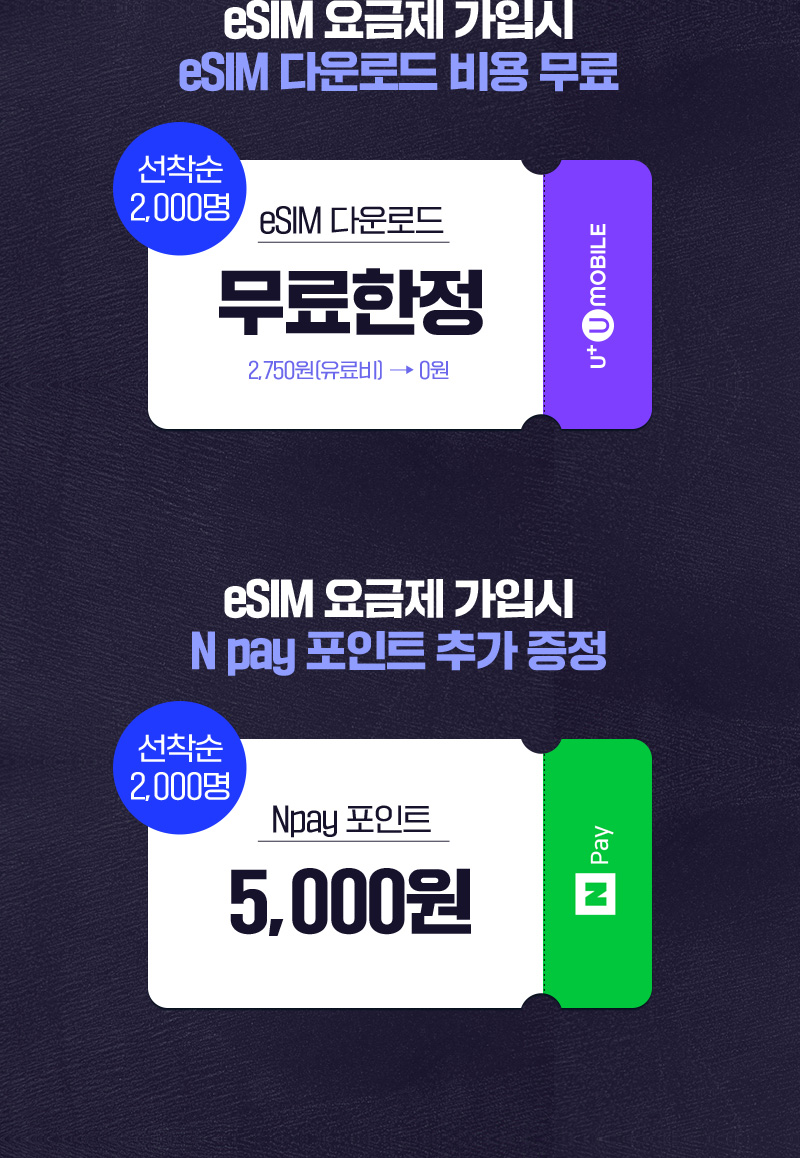 eSIM 요금제 가입시
eSIM 다운로드 비용 무료
선착순
2,000명
eSIM 다운로드
무료한정
2,750원(유료비) → 0원
U+ U MOBILE
eSIM 요금제 가입시
N pay 포인트 추가 증정
선착순
2,000명
Npay 포인트
5,000원
N Pay